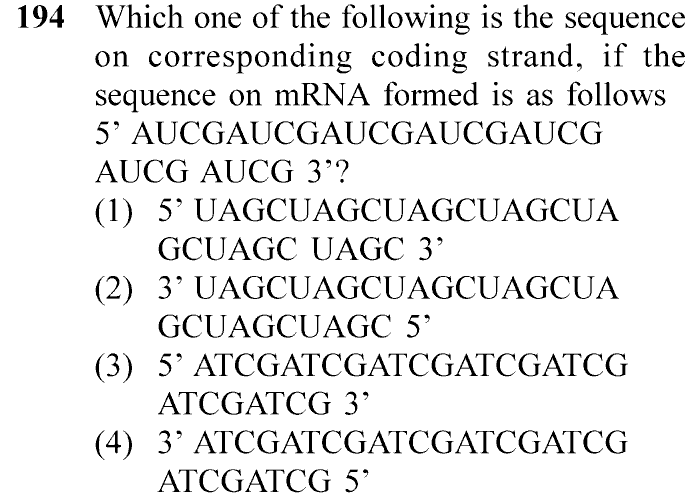 194 Which one of the following is the sequence
on corresponding coding strand, if the
sequence on mRNA formed is as follows
5’ AUCGAUCGAUCGAUCGAUCG
AUCG AUCG 3’?
(1) 5’ UAGCUAGCUAGCUAGCUA
GCUAGC UAGC 3’
(2) 3’ UAGCUAGCUAGCUAGCUA
GCUAGCUAGC 5’
(3) 5’ ATCGATCGATCGATCGATCG
ATCGATCG 3’
(4) 3’ ATCGATCGATCGATCGATCG
ATCGATCG 5’